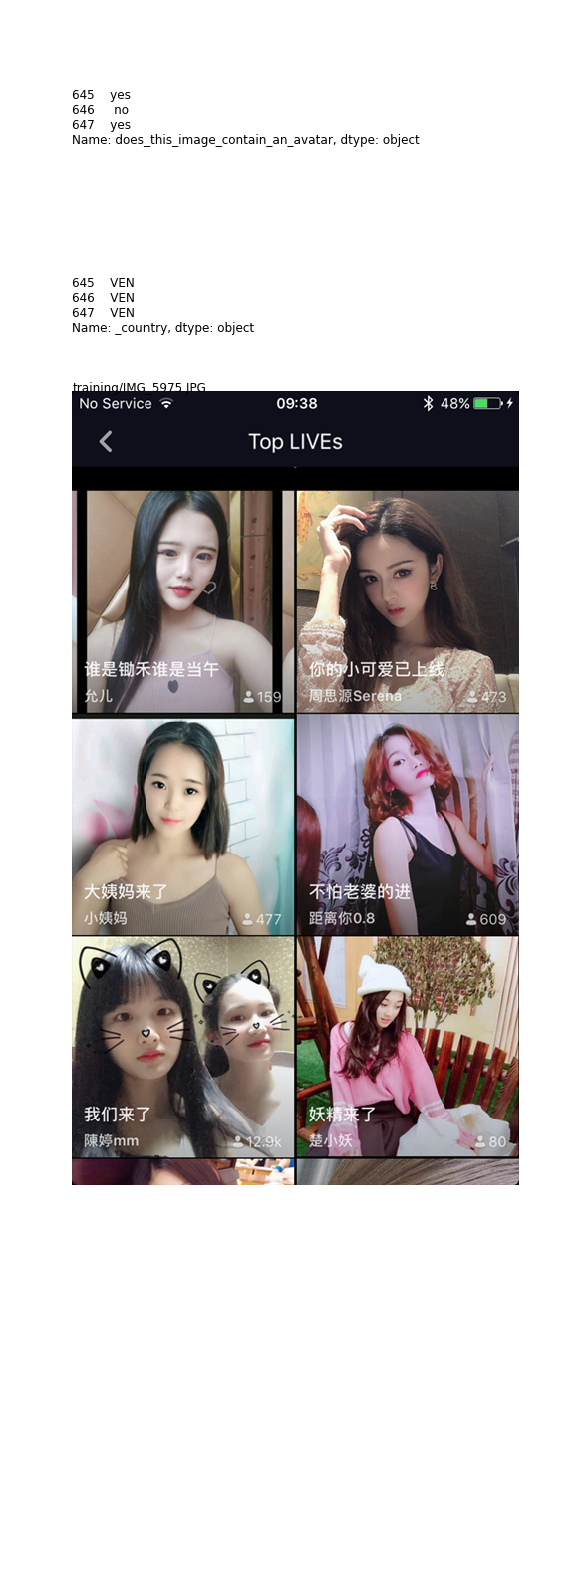 645 yes
646 no
647 yes
Name: does_this_image_contain_an_avatar, dtype: object
645 VEN
646 VEN
647 VEN
Name: _country, dtype: object
training/IMG_5975.JPG
No Service 09:38 48%
Top LIVEs
谁是锄禾谁是当午
允儿 159
你的小可爱已上线
周思源Serena 473
大姨妈来了
小姨妈 477
不怕老婆的进
距离你0.8 609
我们来了
陳婷mm 12.9k
妖精来了
楚小妖 80